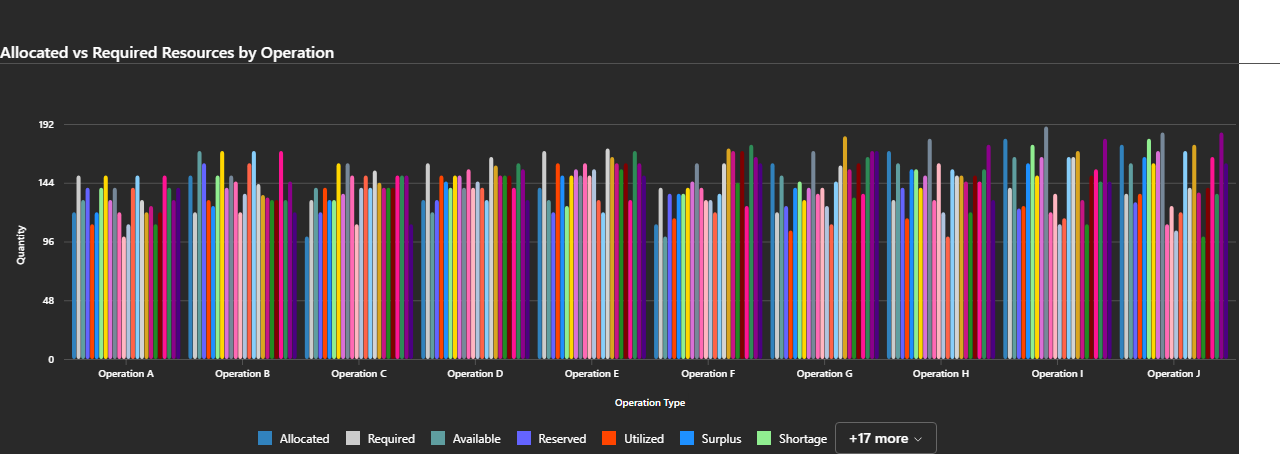 Allocated vs Required Resources by Operation
192
144
96
48
0
Quantity
Operation A Operation B Operation C Operation D Operation E Operation F Operation G Operation H Operation I Operation J
Operation Type
Allocated Required Available Reserved Utilized Surplus Shortage +17 more